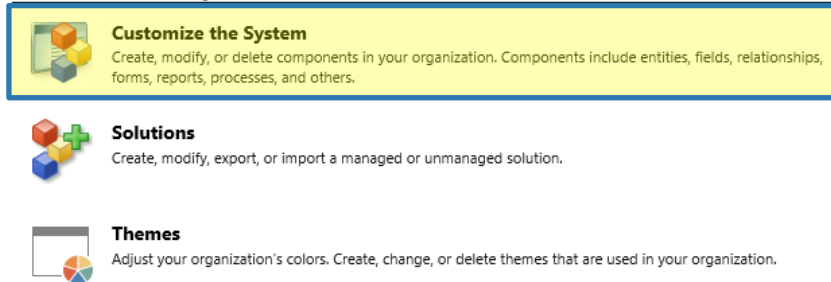 Customize the System
Create, modify, or delete components in your organization. Components include entities, fields, relationships,
forms, reports, processes, and others.
Solutions
Create, modify, export, or import a managed or unmanaged solution.
Themes
Adjust your organization's colors. Create, change, or delete themes that are used in your organization.